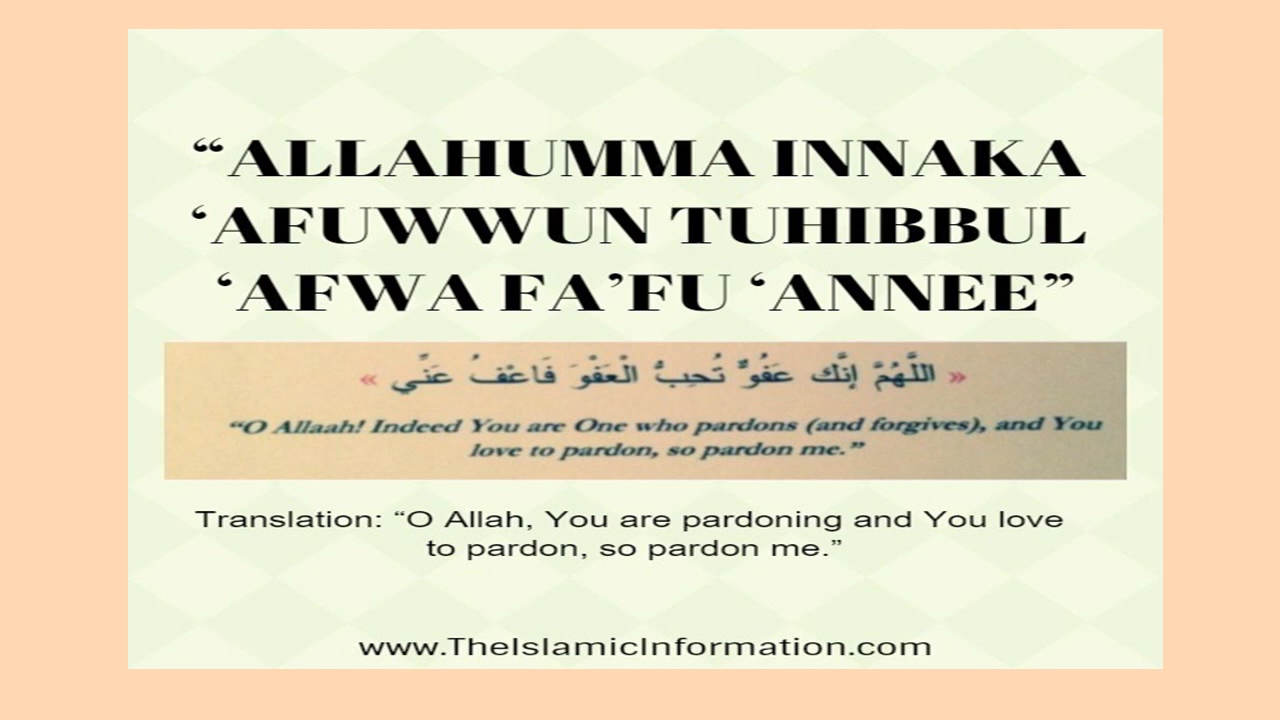 “ALLAHUMMA INNAKA
‘AFUWWUN TUHIBBUL
‘AFWA FA’FU ‘ANNEE”
« اللَّهُمَّ إِنَّكَ عَفُوٌّ تُحِبُّ الْعَفْوَ فَاعْفُ عَنِّي »
“O Allaah! Indeed You are One who pardons (and forgives), and You
love to pardon, so pardon me.”
Translation: “O Allah, You are pardoning and You love
to pardon, so pardon me.”
www.TheIslamicInformation.com